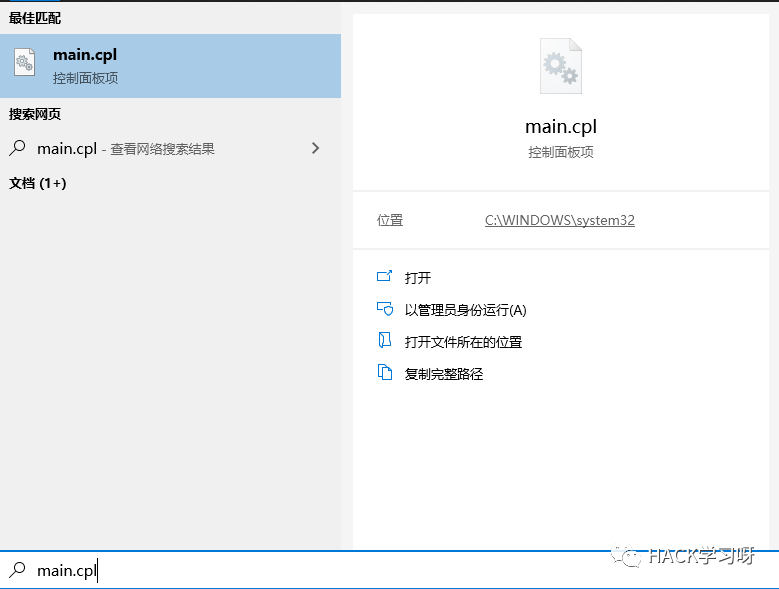 最佳匹配
main.cpl
控制面板项
搜索网页
main.cpl - 查看网络搜索结果
文档 (1+)
main.cpl
控制面板项
位置 C:\WINDOWS\system32
打开
以管理员身份运行(A)
打开文件所在的位置
复制完整路径
main.cpl
HACK学习呀